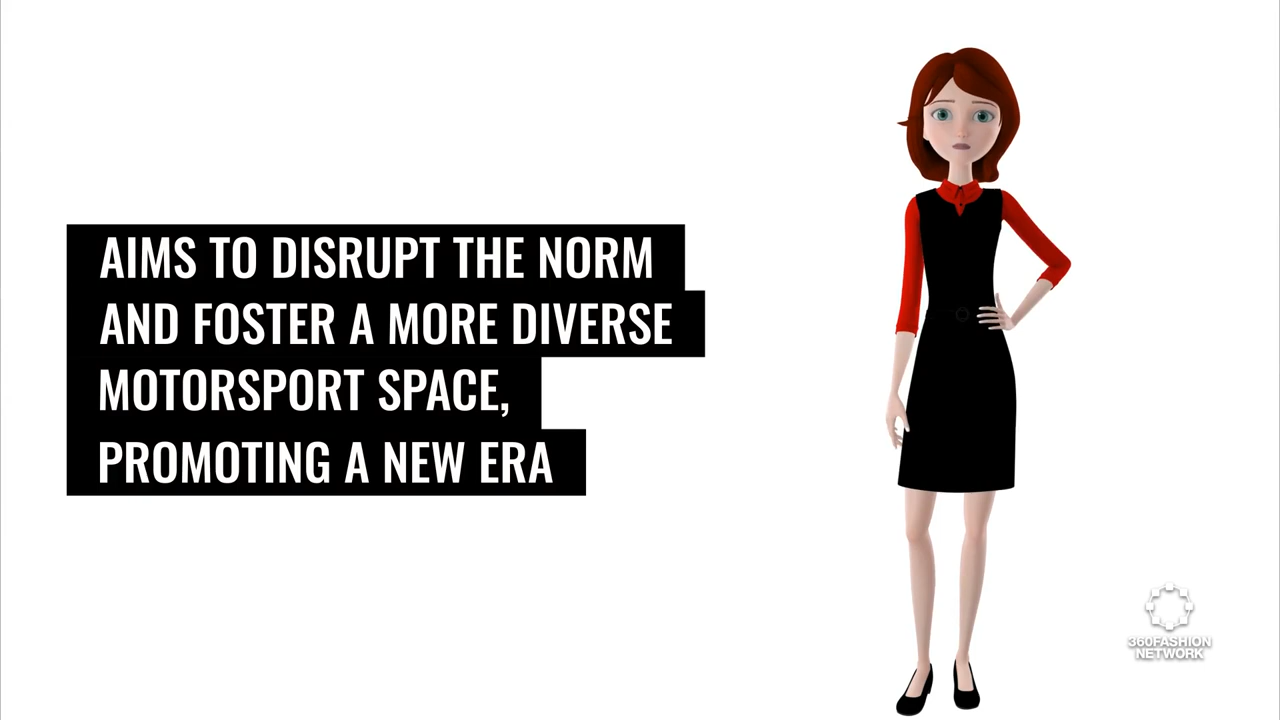 AIMS TO DISRUPT THE NORM
AND FOSTER A MORE DIVERSE
MOTORSPORT SPACE,
PROMOTING A NEW ERA
360FASHION
NETWORK